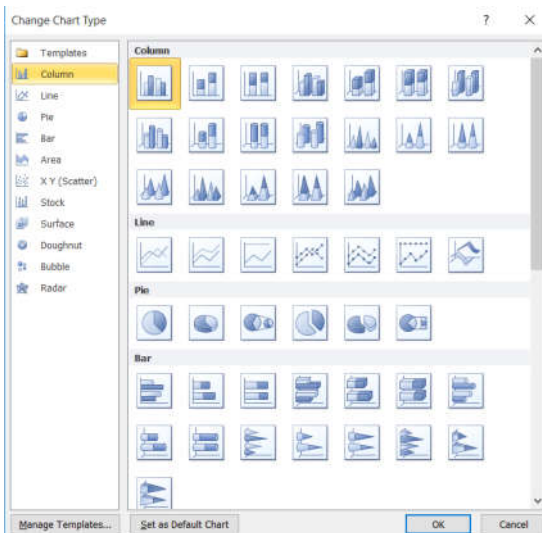 Change Chart Type
?
Templates
Column
Line
Pie
Bar
Area
X Y (Scatter)
Stock
Surface
Doughnut
Bubble
Radar
Column
Line
Pie
Bar
Manage Templates...
Set as Default Chart
OK
Cancel